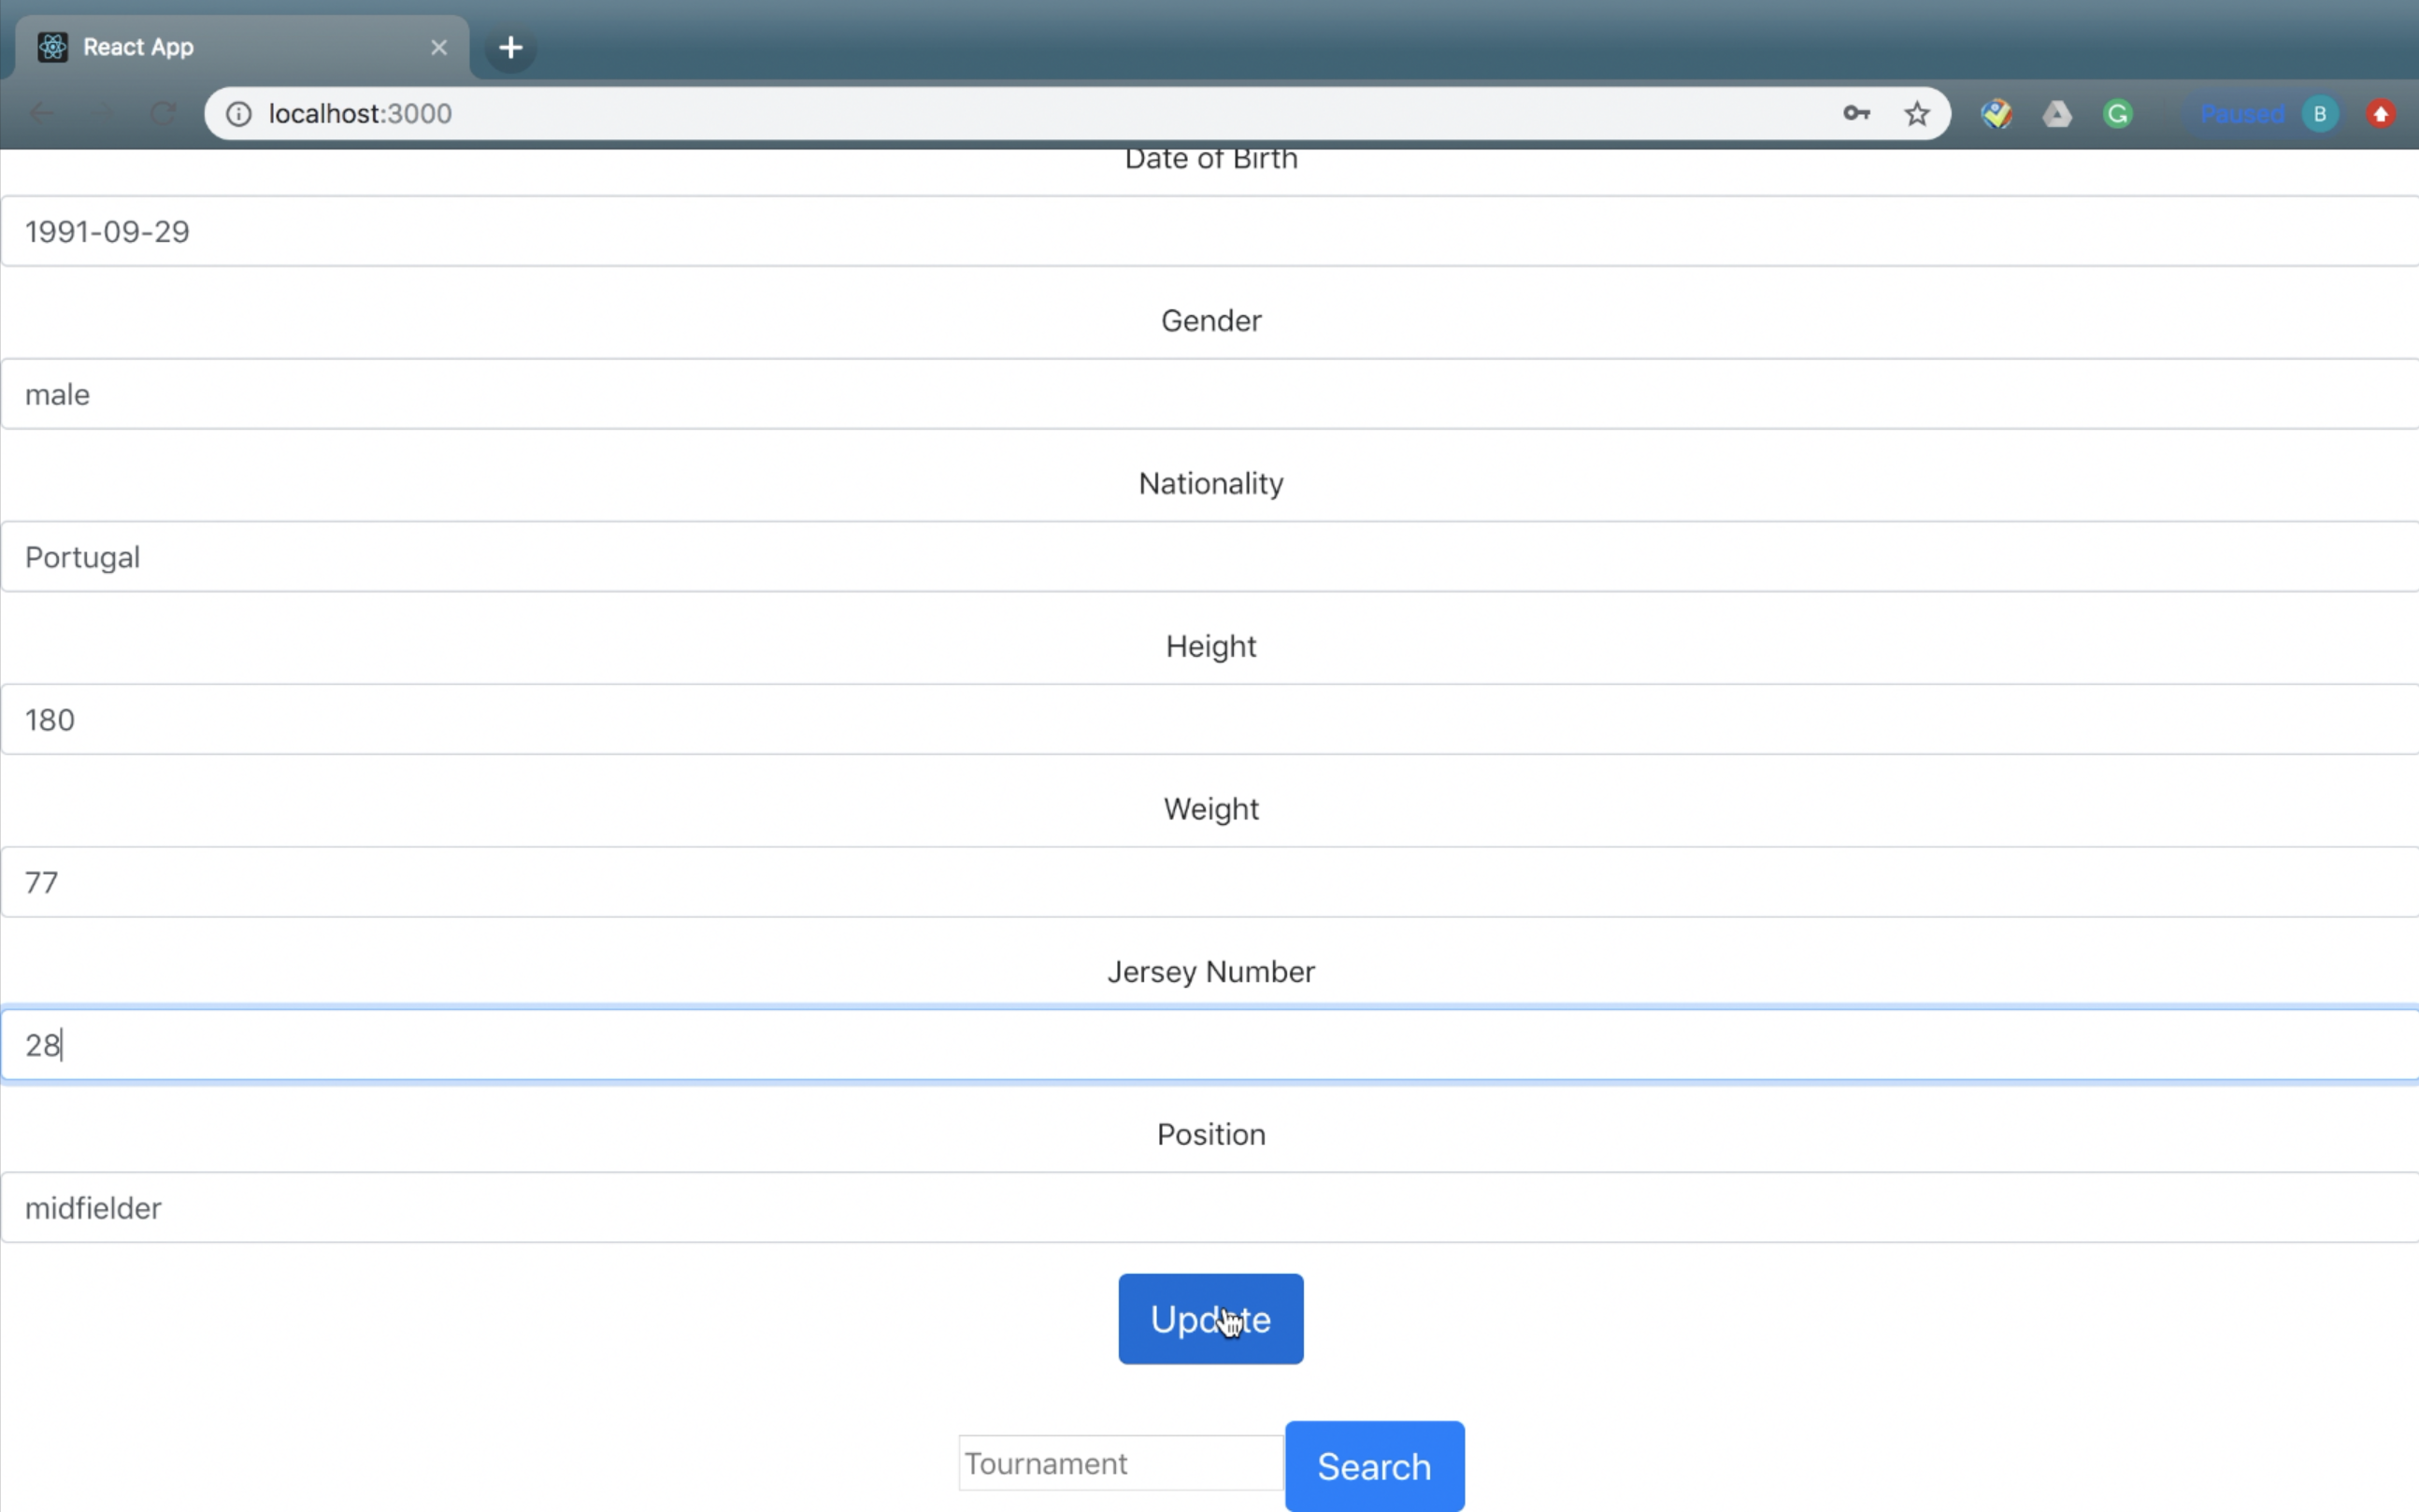 React App
localhost:3000
Paused
B
Date of Birth
1991-09-29
Gender
male
Nationality
Portugal
Height
180
Weight
77
Jersey Number
28
Position
midfielder
Update
Tournament
Search